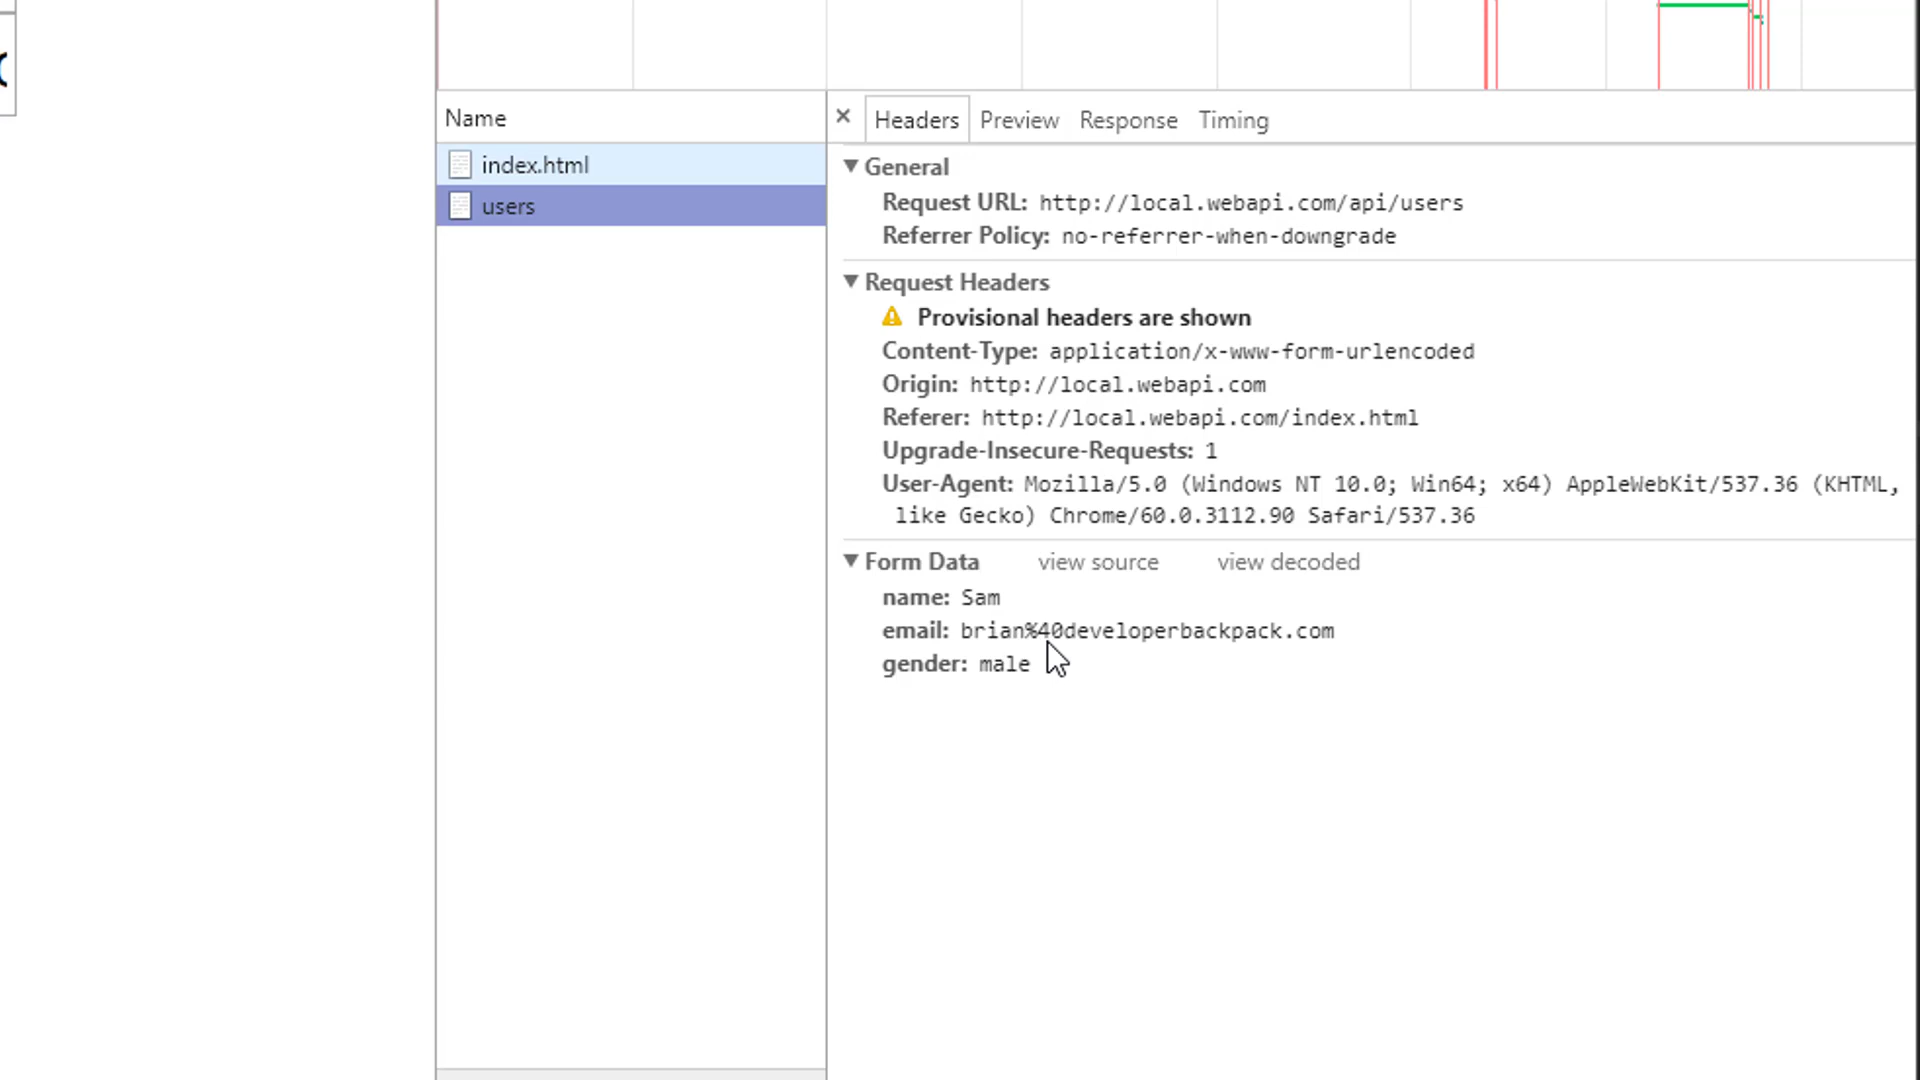 Name
index.html
users
Headers Preview Response Timing
General
Request URL: http://local.webapi.com/api/users
Referrer Policy: no-referrer-when-downgrade
Request Headers
Provisional headers are shown
Content-Type: application/x-www-form-urlencoded
Origin: http://local.webapi.com
Referer: http://local.webapi.com/index.html
Upgrade-Insecure-Requests: 1
User-Agent: Mozilla/5.0 (Windows NT 10.0; Win64; x64) AppleWebKit/537.36 (KHTML,
like Gecko) Chrome/60.0.3112.90 Safari/537.36
Form Data view source view decoded
name: Sam
email: brian%40developerbackpack.com
gender: male